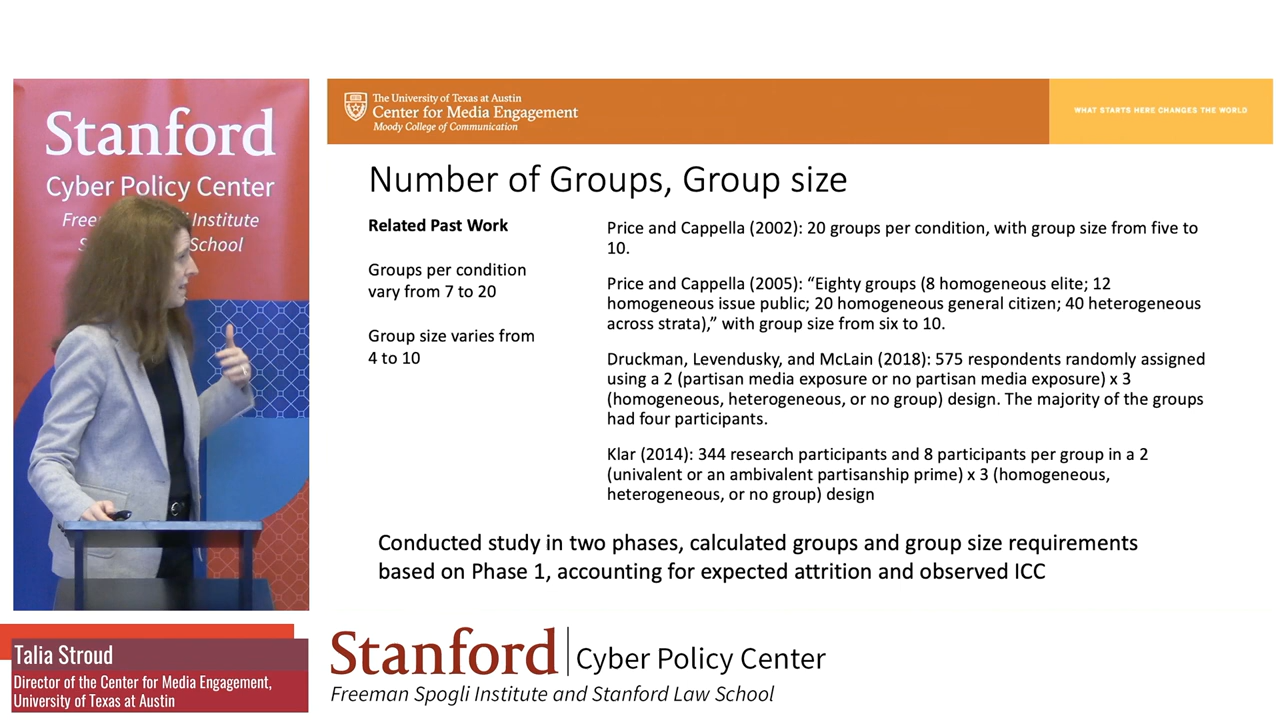 Stanford
Cyber Policy Center
Institute
School
The University of Texas at Austin
Center for Media Engagement
Moody College of Communication
WHAT STARTS HERE CHANGES THE WORLD
Number of Groups, Group size
Related Past Work
Groups per condition
vary from 7 to 20
Group size varies from
4 to 10
Price and Cappella (2002): 20 groups per condition, with group size from five to
10.
Price and Cappella (2005): “Eighty groups (8 homogeneous elite; 12
homogeneous issue public; 20 homogeneous general citizen; 40 heterogeneous
across strata),” with group size from six to 10.
Druckman, Levendusky, and McLain (2018): 575 respondents randomly assigned
using a 2 (partisan media exposure or no partisan media exposure) x 3
(homogeneous, heterogeneous, or no group) design. The majority of the groups
had four participants.
Klar (2014): 344 research participants and 8 participants per group in a 2
(univalent or an ambivalent partisanship prime) x 3 (homogeneous,
heterogeneous, or no group) design
Conducted study in two phases, calculated groups and group size requirements
based on Phase 1, accounting for expected attrition and observed ICC
Talia Stroud
Director of the Center for Media Engagement,
University of Texas at Austin
Stanford | Cyber Policy Center
Freeman Spogli Institute and Stanford Law School